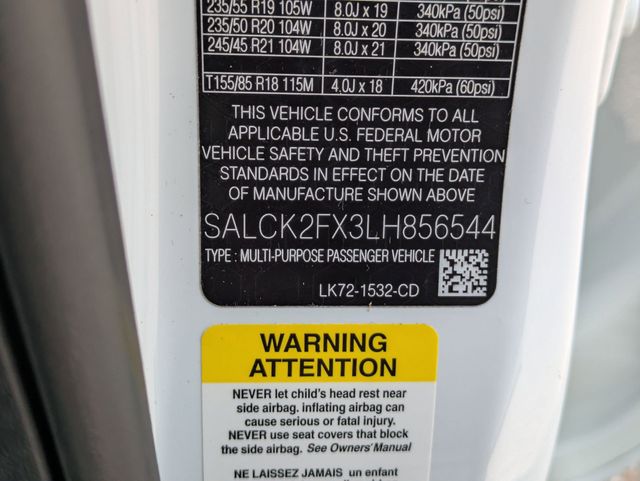 235/55 R19 105W 8.0J x 19 340kPa (50psi)
235/50 R20 104W 8.0J x 20 340kPa (50psi)
245/45 R21 104W 8.0J x 21 340kPa (50psi)
T155/85 R18 115M 4.0J x 18 420kPa (60psi)
THIS VEHICLE CONFORMS TO ALL
APPLICABLE U.S. FEDERAL MOTOR
VEHICLE SAFETY AND THEFT PREVENTION
STANDARDS IN EFFECT ON THE DATE
OF MANUFACTURE SHOWN ABOVE
SALCK2FX3LH856544
TYPE : MULTI-PURPOSE PASSENGER VEHICLE
LK72-1532-CD
WARNING
ATTENTION
NEVER let child's head rest near
side airbag. inflating airbag can
cause serious or fatal injury.
NEVER use seat covers that block
the side airbag. See Owners' Manual
NE LAISSEZ JAMAIS un enfant